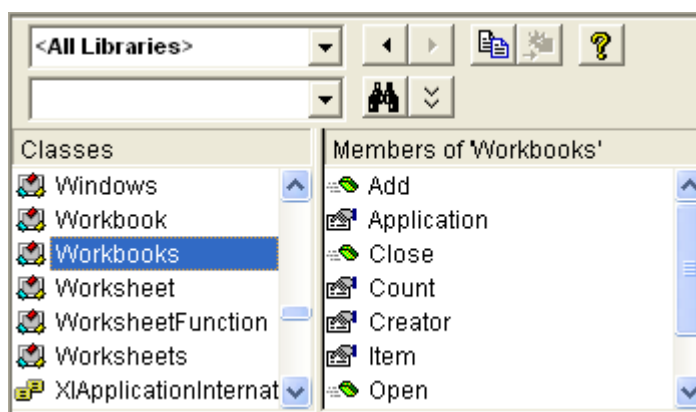 <All Libraries>
Classes
Windows
Workbook
Workbooks
Worksheet
WorksheetFunction
Worksheets
XlApplicationInternat
Members of 'Workbooks'
Add
Application
Close
Count
Creator
Item
Open